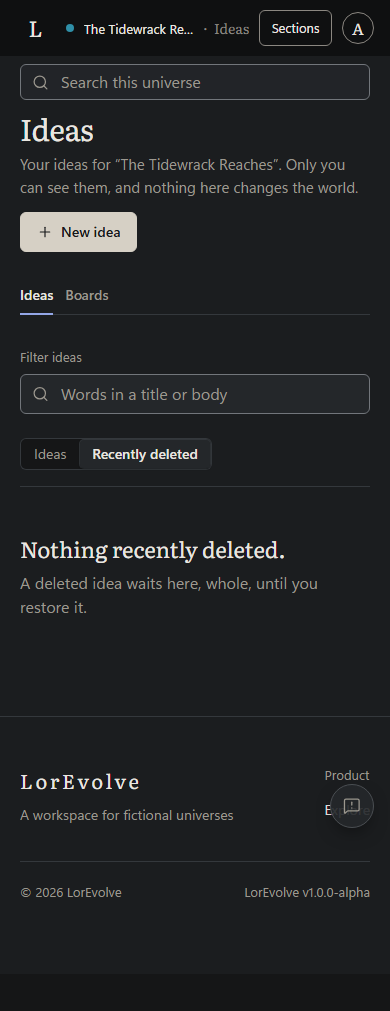 L
The Tidewrack Re... · Ideas
Sections
A
Search this universe
Ideas
Your ideas for “The Tidewrack Reaches”. Only you
can see them, and nothing here changes the world.
+ New idea
Ideas
Boards
Filter ideas
Words in a title or body
Ideas
Recently deleted
Nothing recently deleted.
A deleted idea waits here, whole, until you
restore it.
LorEvolve
A workspace for fictional universes
Product
© 2026 LorEvolve
LorEvolve v1.0.0-alpha